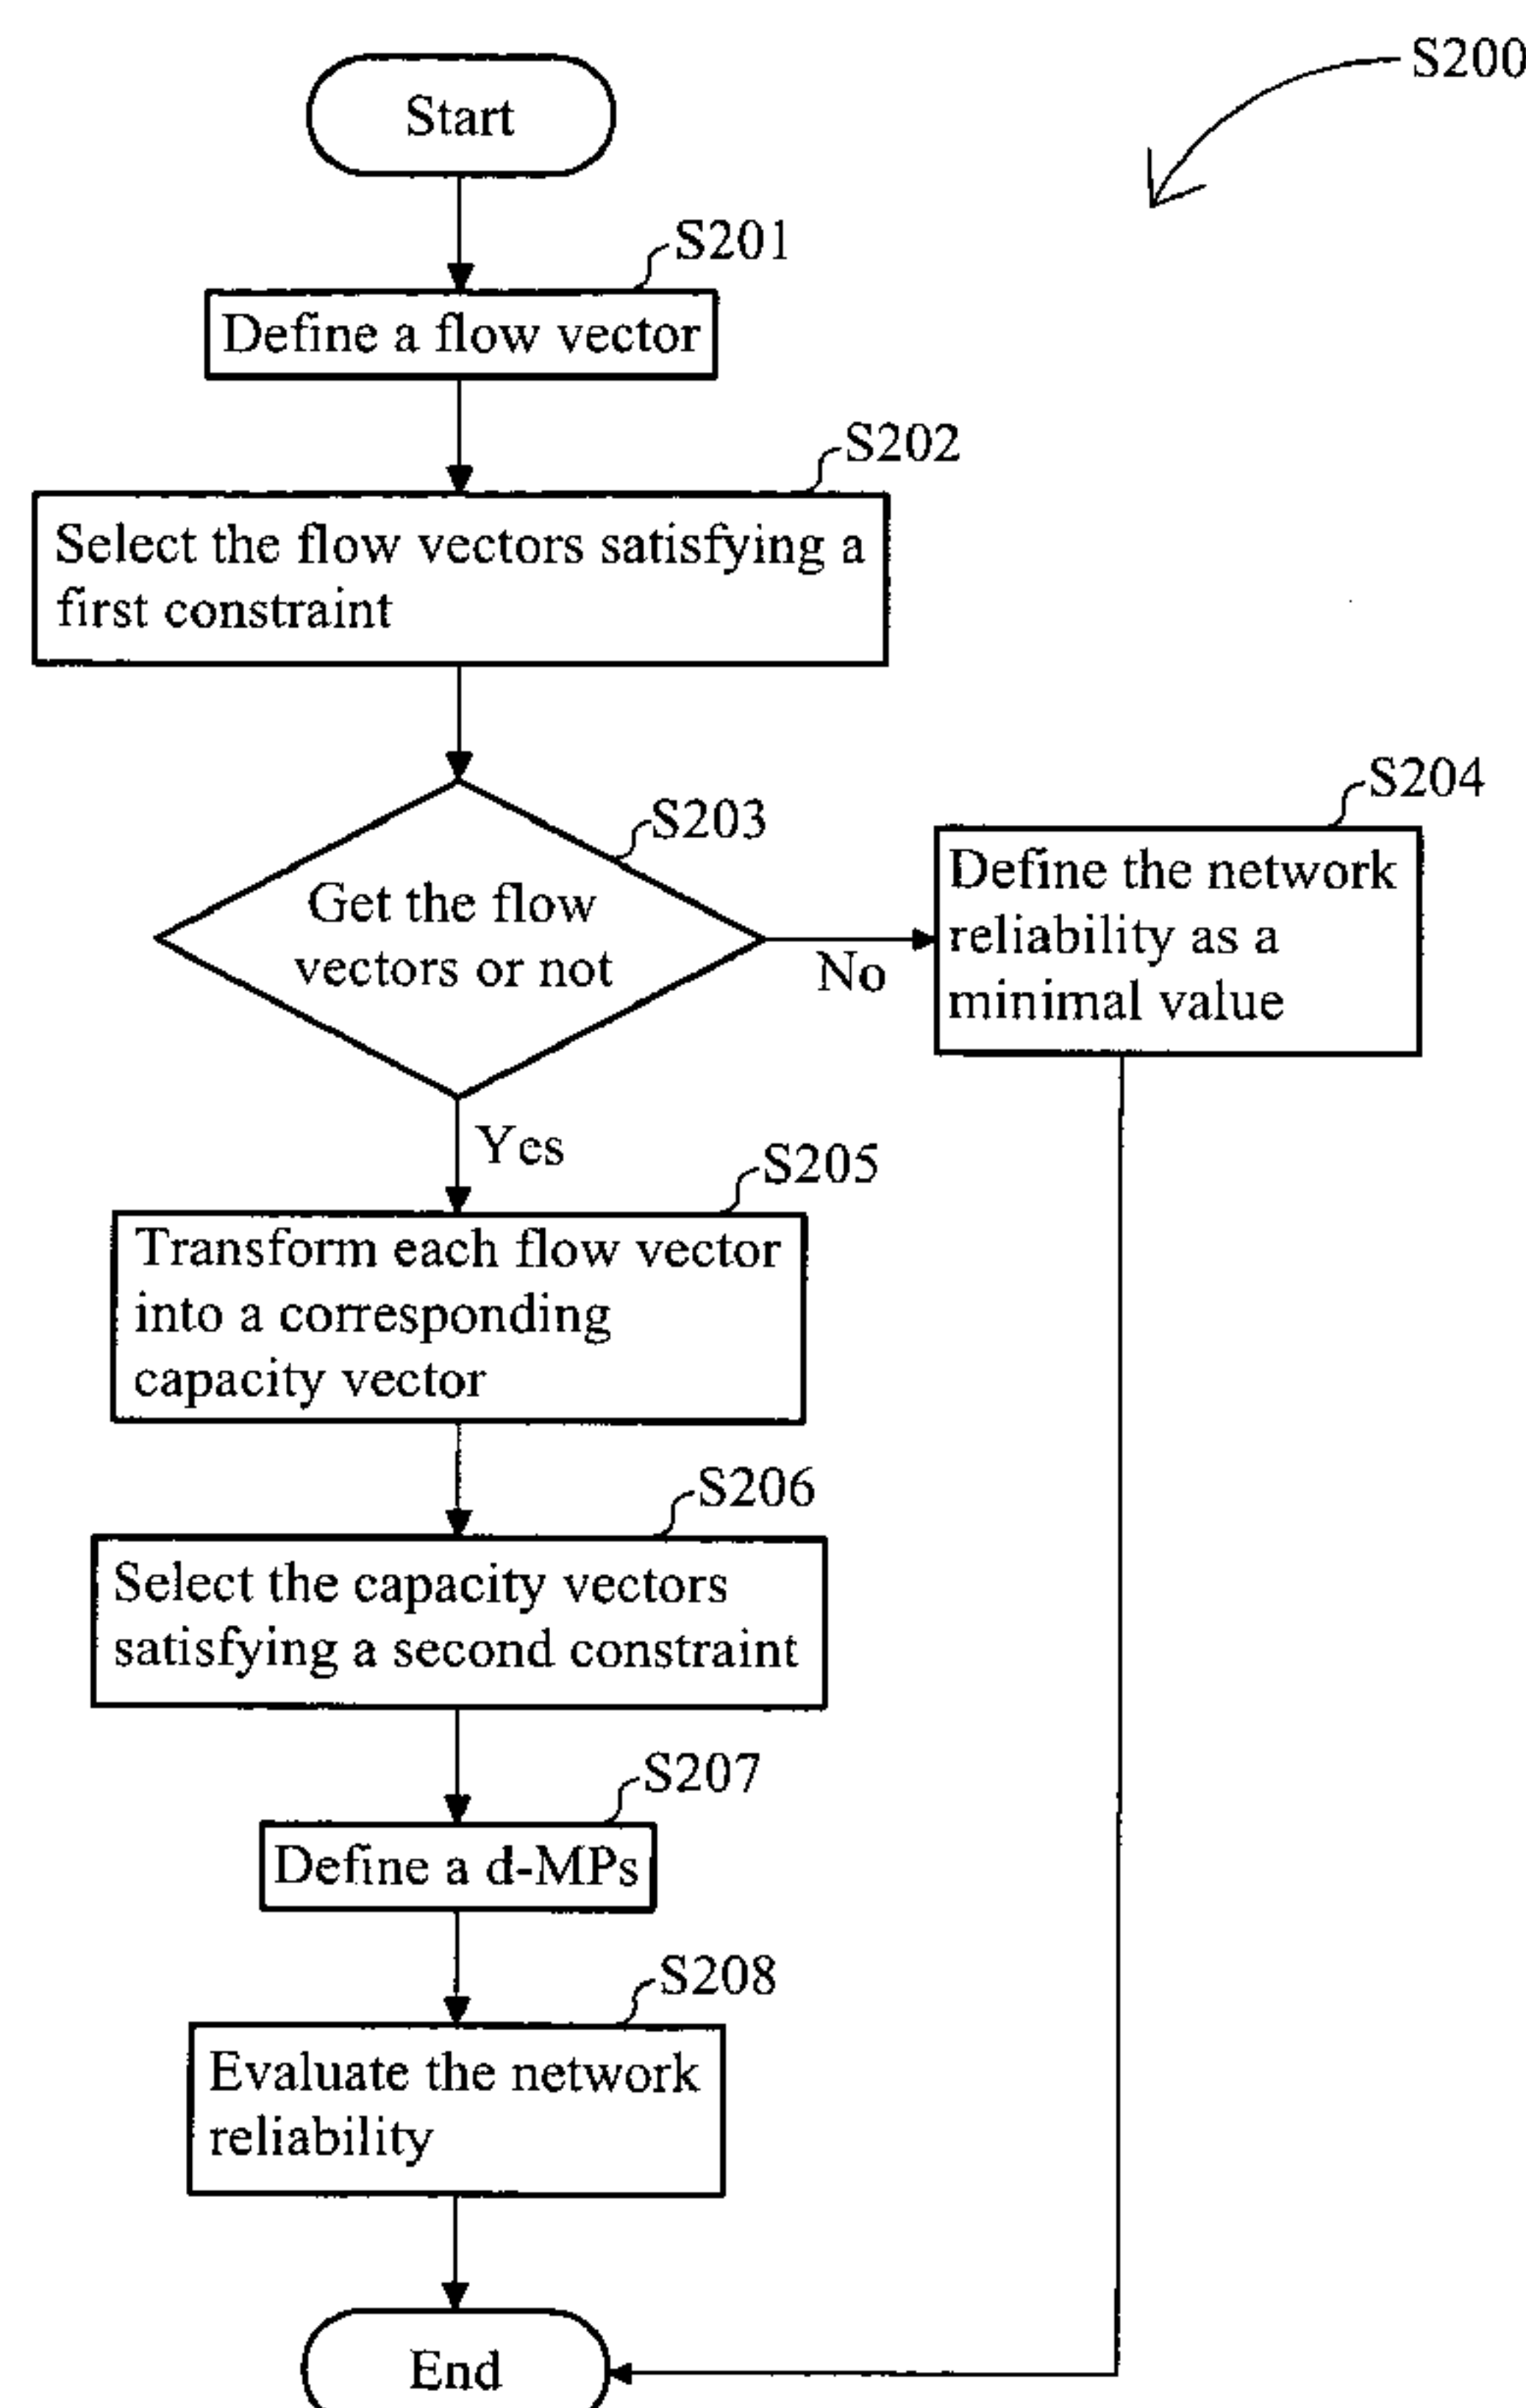 S200
Start
S201
Define a flow vector
S202
Select the flow vectors satisfying a
first constraint
S203
Get the flow
vectors or not
No
S204
Define the network
reliability as a
minimal value
Yes
S205
Transform each flow vector
into a corresponding
capacity vector
S206
Select the capacity vectors
satisfying a second constraint
S207
Define a d-MPs
S208
Evaluate the network
reliability
End